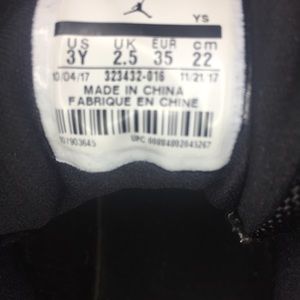 YS
US UK EUR cm
3Y 2.5 35 22
10/04/17 323432-016 11/21/17
MADE IN CHINA
FABRIQUE EN CHINE
107903645 UPC 00884802043267